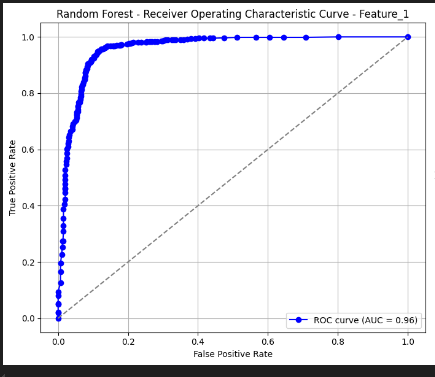 Random Forest - Receiver Operating Characteristic Curve - Feature_1
1.0
0.8
0.6
0.4
0.2
0.0
True Positive Rate
ROC curve (AUC = 0.96)
0.0 0.2 0.4 0.6 0.8 1.0
False Positive Rate